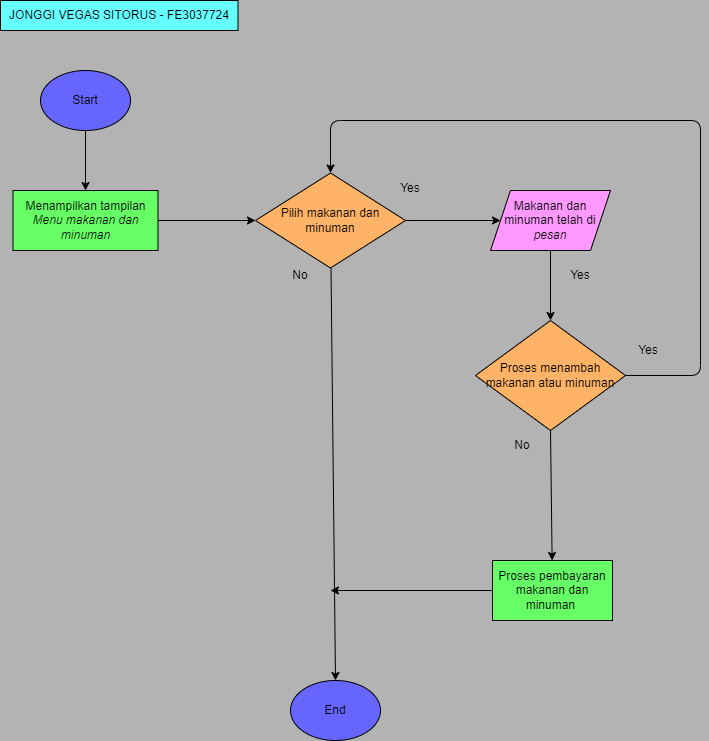 JONGGI VEGAS SITORUS - FE3037724
Start
Menampilkan tampilan
Menu makanan dan
minuman
Pilih makanan dan
minuman
Yes
No
Makanan dan
minuman telah di
pesan
Yes
Proses menambah
makanan atau minuman
Yes
No
Proses pembayaran
makanan dan
minuman
End